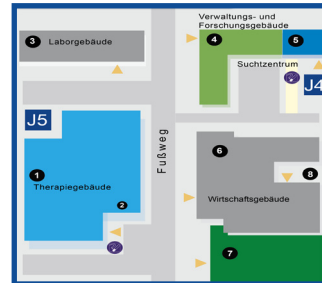 Verwaltungs- und
Forschungsgebäude
3 Laborgebäude
4
5
Suchtzentrum
J4
J5
Fußweg
6
1
Therapiegebäude
8
2
Wirtschaftsgebäude
7